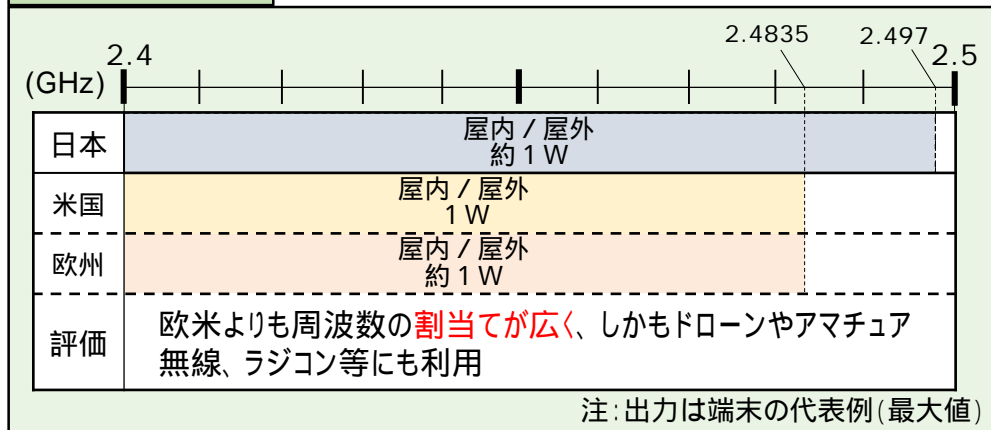 2.4835 2.497
2.4 2.5
(GHz)
日本 屋内/屋外
約1W
米国 屋内/屋外
1W
欧州 屋内/屋外
約1W
評価 欧米よりも周波数の割当てが広く、しかもドローンやアマチュア
無線、ラジコン等にも利用
注:出力は端末の代表例(最大値)